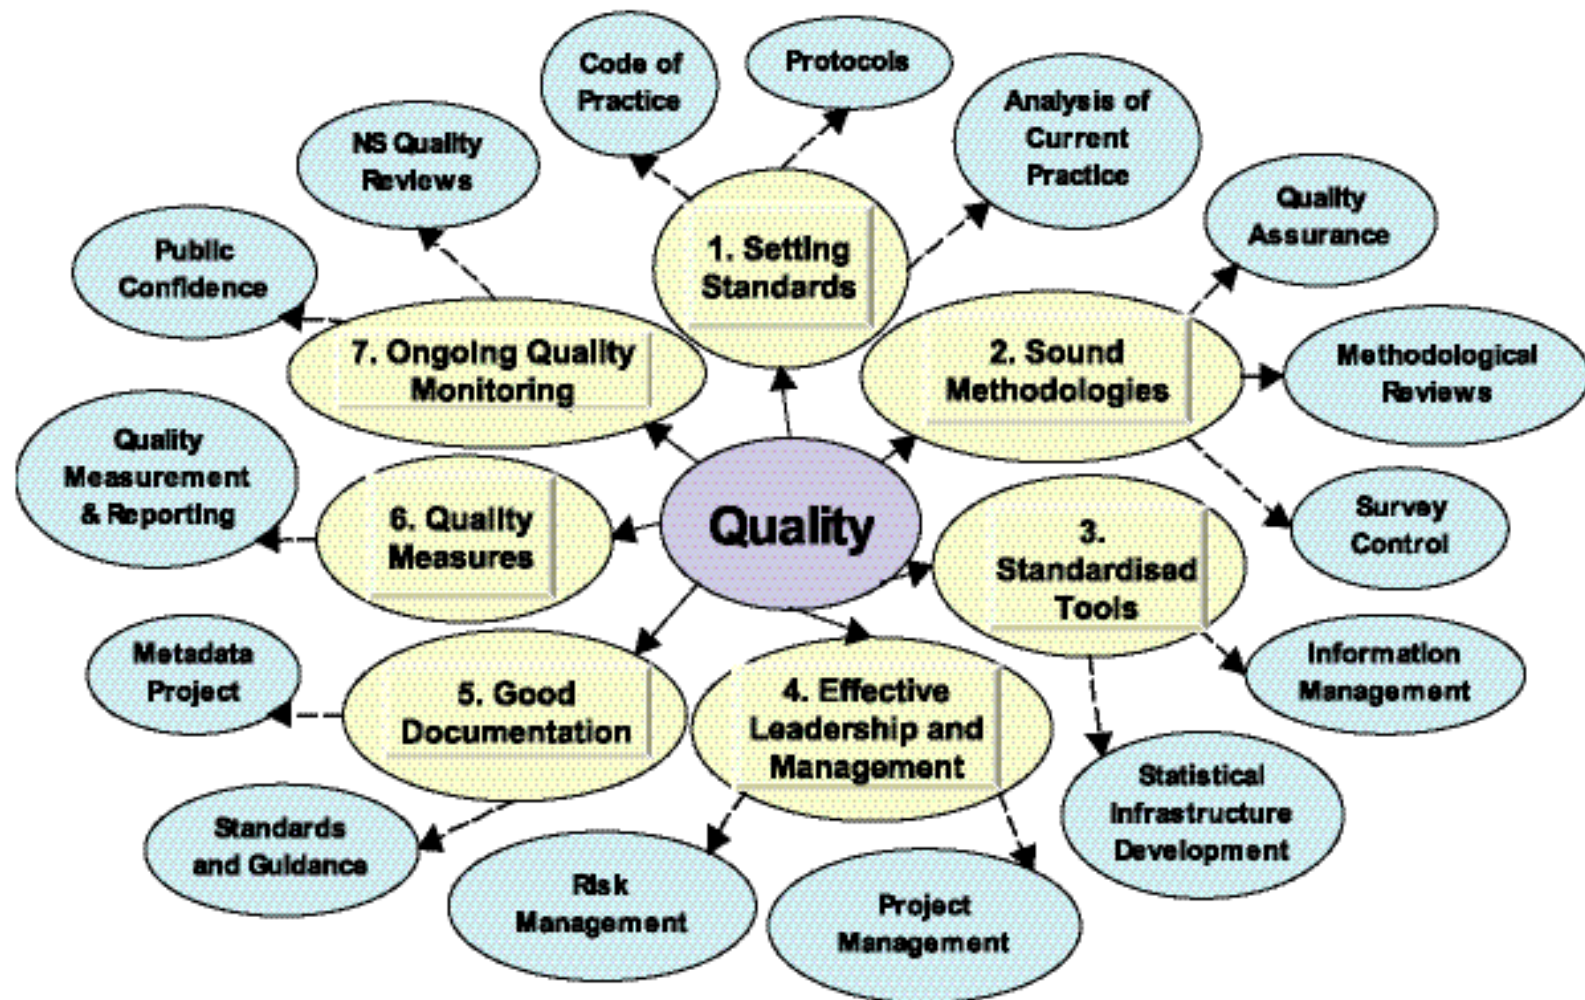 Code of
Practice
Protocols
Analysis of
Current
Practice
NS Quality
Reviews
Quality
Assurance
Public
Confidence
1. Setting
Standards
7. Ongoing Quality
Monitoring
2. Sound
Methodologies
Methodological
Reviews
Quality
Measurement
& Reporting
6. Quality
Measures
Quality
3.
Standardised
Tools
Survey
Control
Metadata
Project
5. Good
Documentation
4. Effective
Leadership and
Management
Information
Management
Statistical
Infrastructure
Development
Standards
and Guidance
Risk
Management
Project
Management